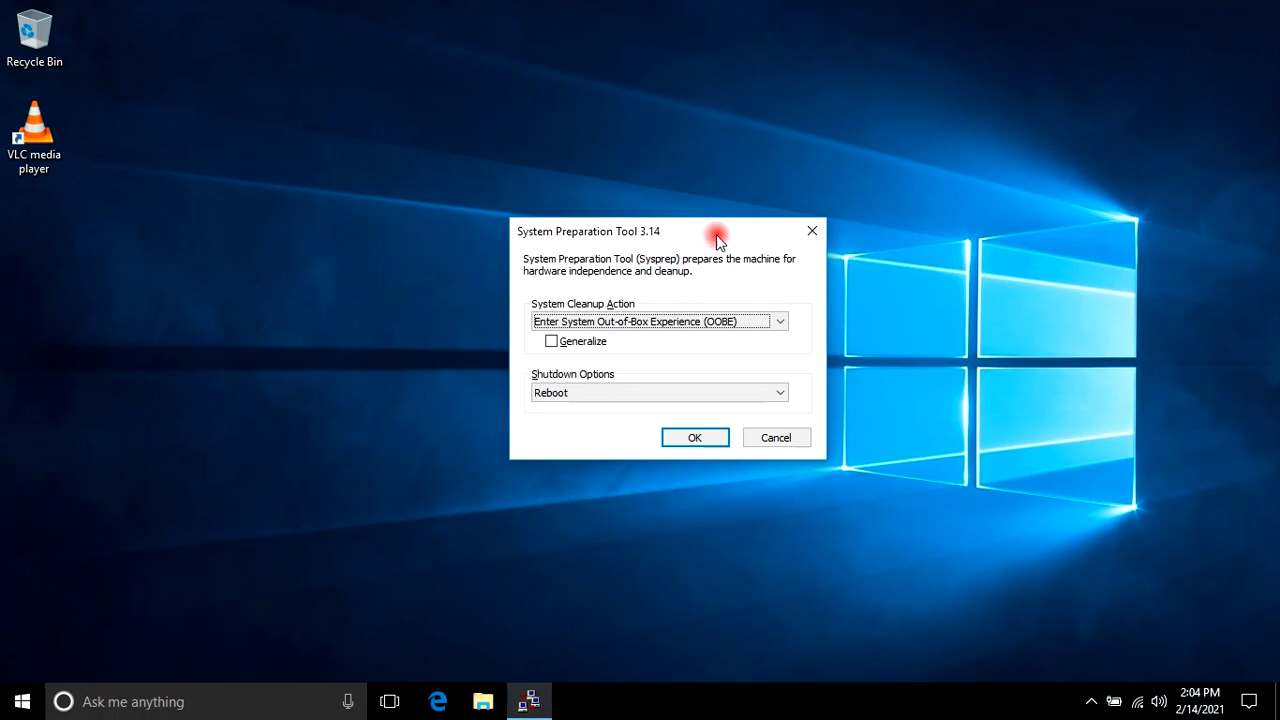 Recycle Bin
VLC media
player
System Preparation Tool 3.14
System Preparation Tool (Sysprep) prepares the machine for
hardware independence and cleanup.
System Cleanup Action
Enter System Out-of-Box Experience (OOBE)
Generalize
Shutdown Options
Reboot
OK
Cancel
Ask me anything
2:04 PM
2/14/2021